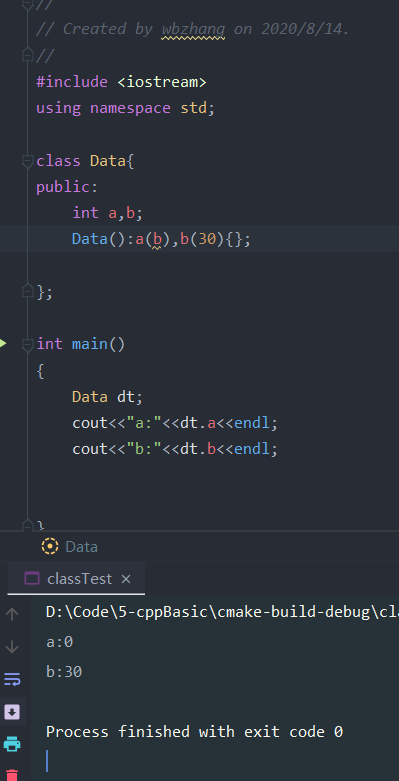 //
// Created by wbzhang on 2020/8/14.
//
#include <iostream>
using namespace std;
class Data{
public:
int a,b;
Data():a(b),b(30){};
};
int main()
{
Data dt;
cout<<"a:"<<dt.a<<endl;
cout<<"b:"<<dt.b<<endl;
}
Data
classTest ×
D:\Code\5-cppBasic\cmake-build-debug\cl
a:0
b:30
Process finished with exit code 0